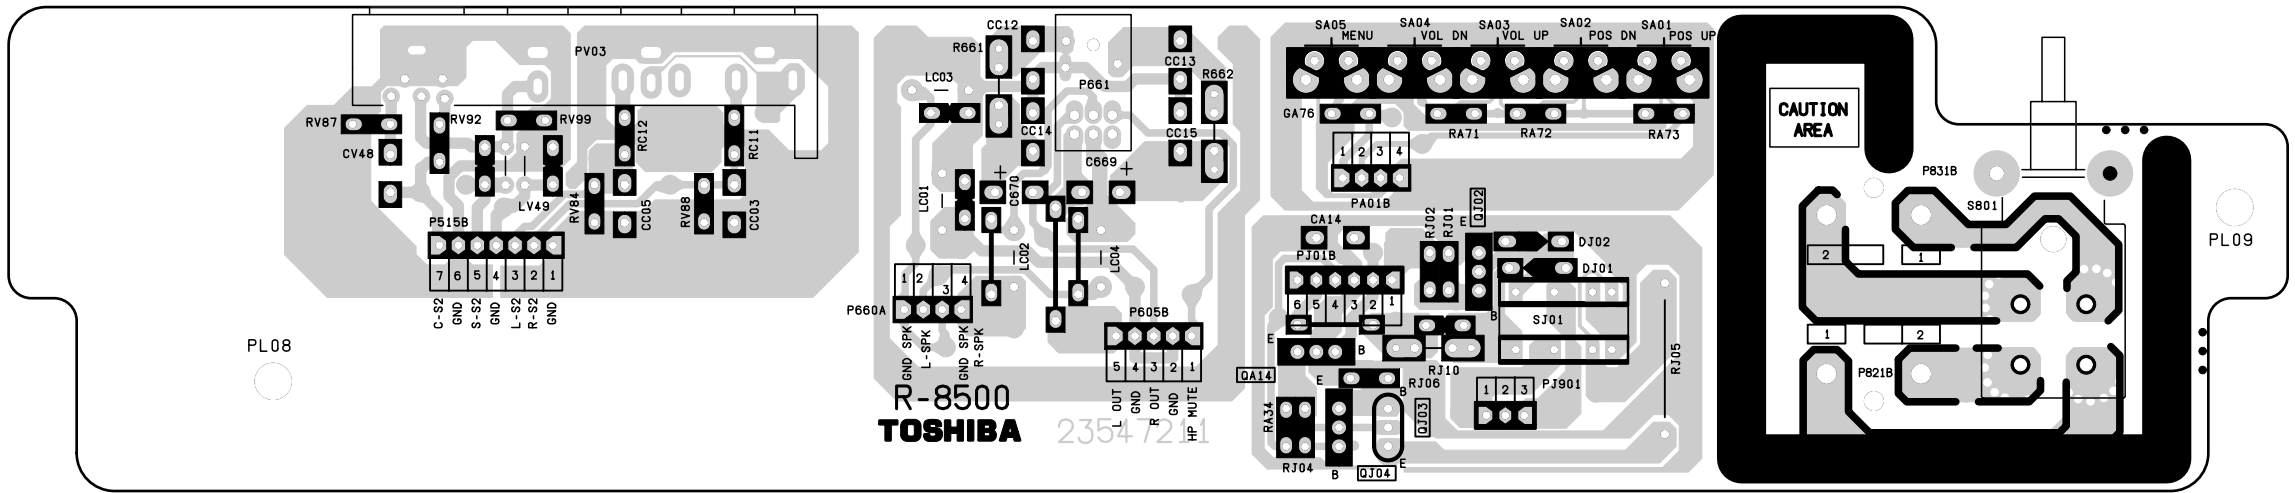 PV03
RV87
RV92
RV99
CV48
LV49
P515B
7 6 5 4 3 2 1
C-S2
GND
S-S2
GND
L-S2
R-S2
GND
RC12
RC11
RV84
CC05
RV88
CC03
PL08
CC12
R661
LC03
P661
CC13
R662
CC14
CC15
C669
LC01
C670
+
+
LC02
LC04
1 2 3 4
P660A
GND SPK
L-SPK
GND SPK
R-SPK
P605B
5 4 3 2 1
L OUT
GND
R OUT
GND
HP MUTE
R-8500
TOSHIBA
23547211
SA05
MENU
SA04
VOL DN
SA03
VOL UP
SA02
POS DN
SA01
POS UP
GA76
RA71
RA72
RA73
1 2 3 4
PA01B
CA14
PJ01B
RJ02
RJ01
E
QJ02
B
DJ02
DJ01
6 5 4 3 2 1
SJ01
E
B
QA14
RJ10
RJ06
RJ05
E
B
RA34
RJ04
B
QJ03
QJ04
E
1 2 3
PJ901
CAUTION
AREA
P831B
S801
2
1
1
2
P821B
PL09